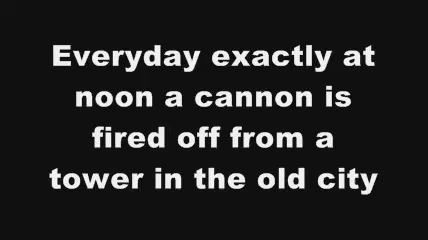 Everyday exactly at
noon a cannon is
fired off from a
tower in the old city